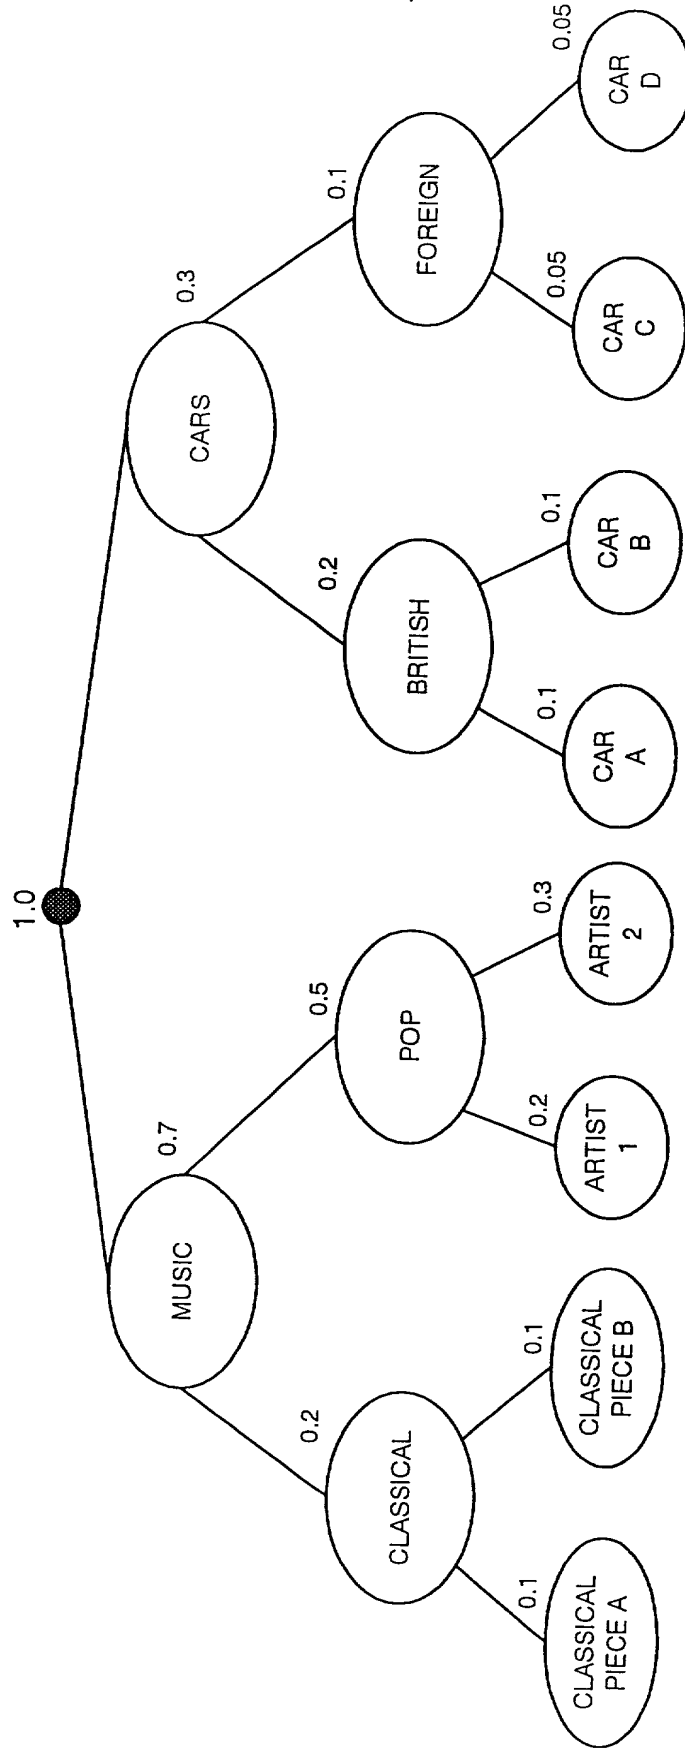 1.0
0.7
0.3
MUSIC
CARS
0.2
0.5
0.2
0.1
CLASSICAL
POP
BRITISH
FOREIGN
0.1
0.1
0.2
0.3
0.1
0.1
0.05
0.05
CLASSICAL
PIECE A
CLASSICAL
PIECE B
ARTIST
1
ARTIST
2
CAR
A
CAR
B
CAR
C
CAR
D